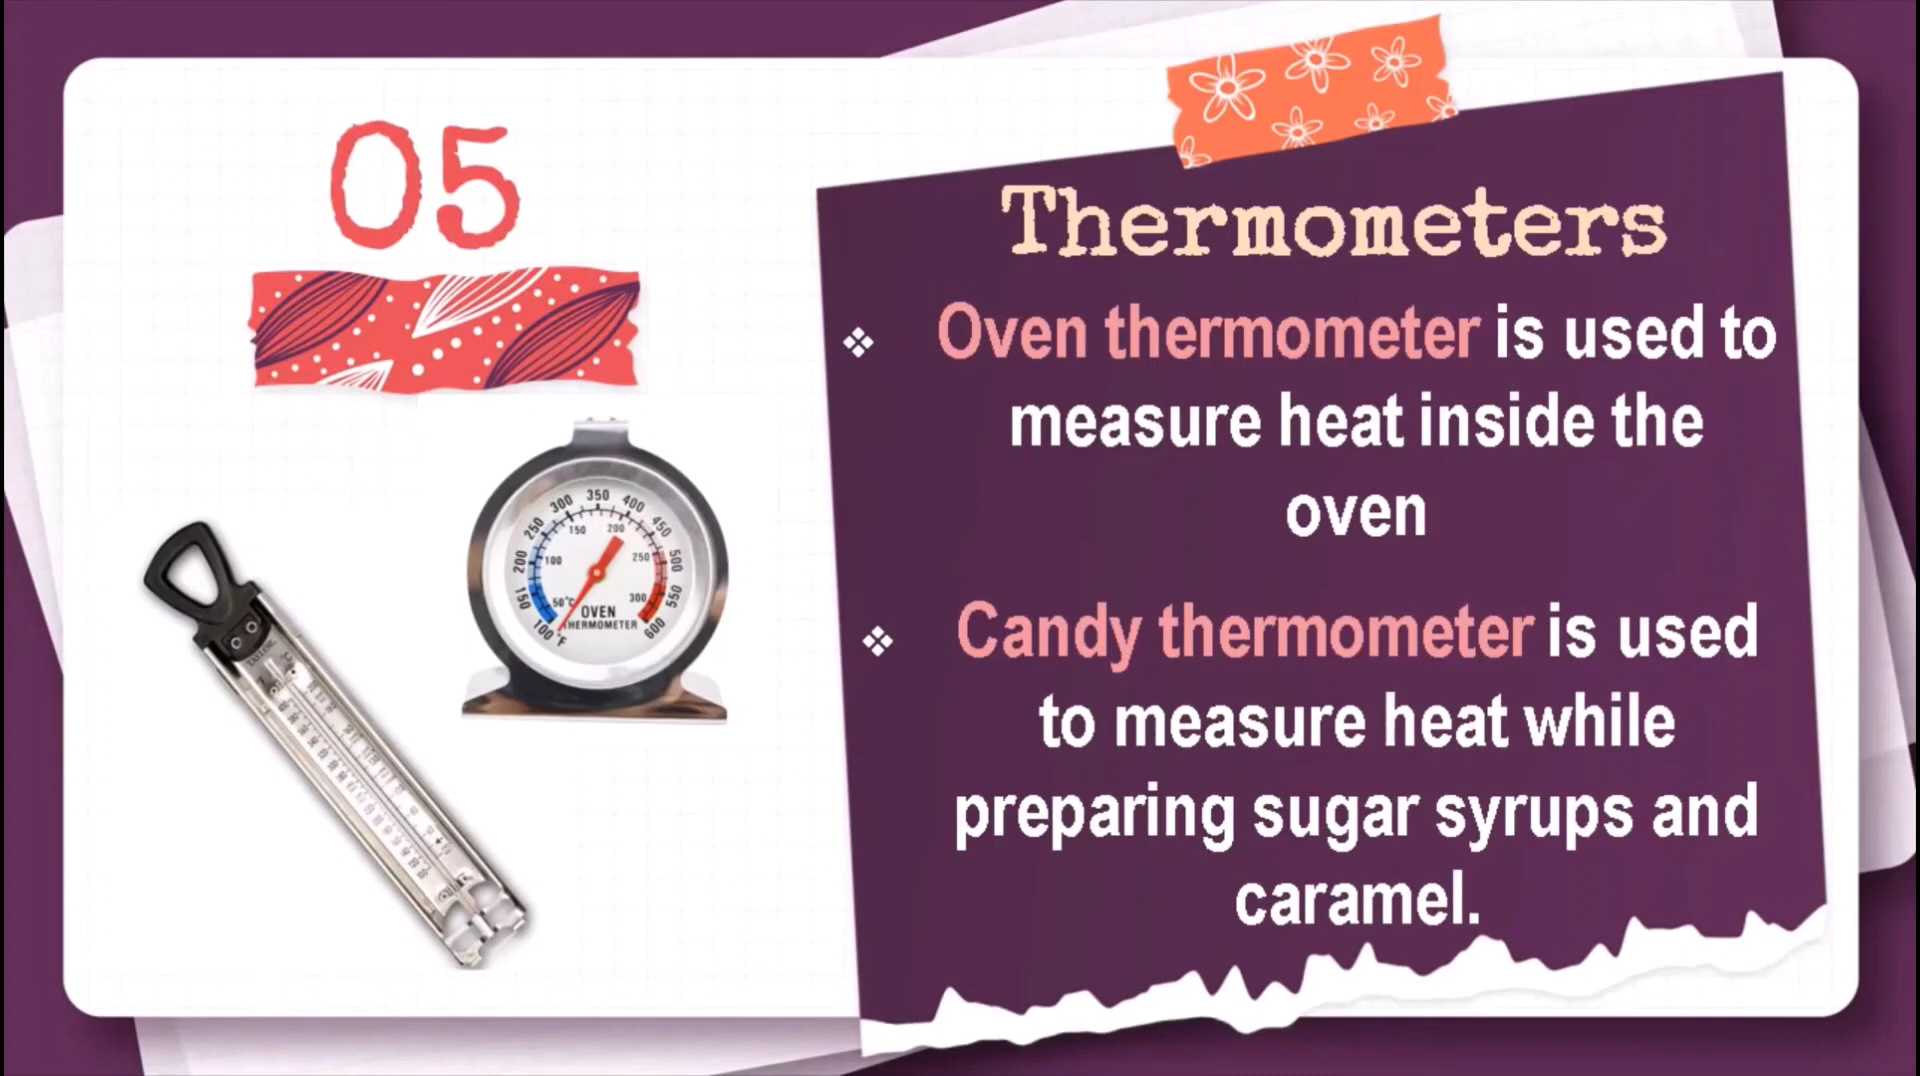 05
Thermometers
❖ Oven thermometer is used to
measure heat inside the
oven
❖ Candy thermometer is used
to measure heat while
preparing sugar syrups and
caramel.
350
300
400
250
450
150
200
200
500
100
250
150
550
50°C
300
OVEN
THERMOMETER
100°F
600
TAYLOR